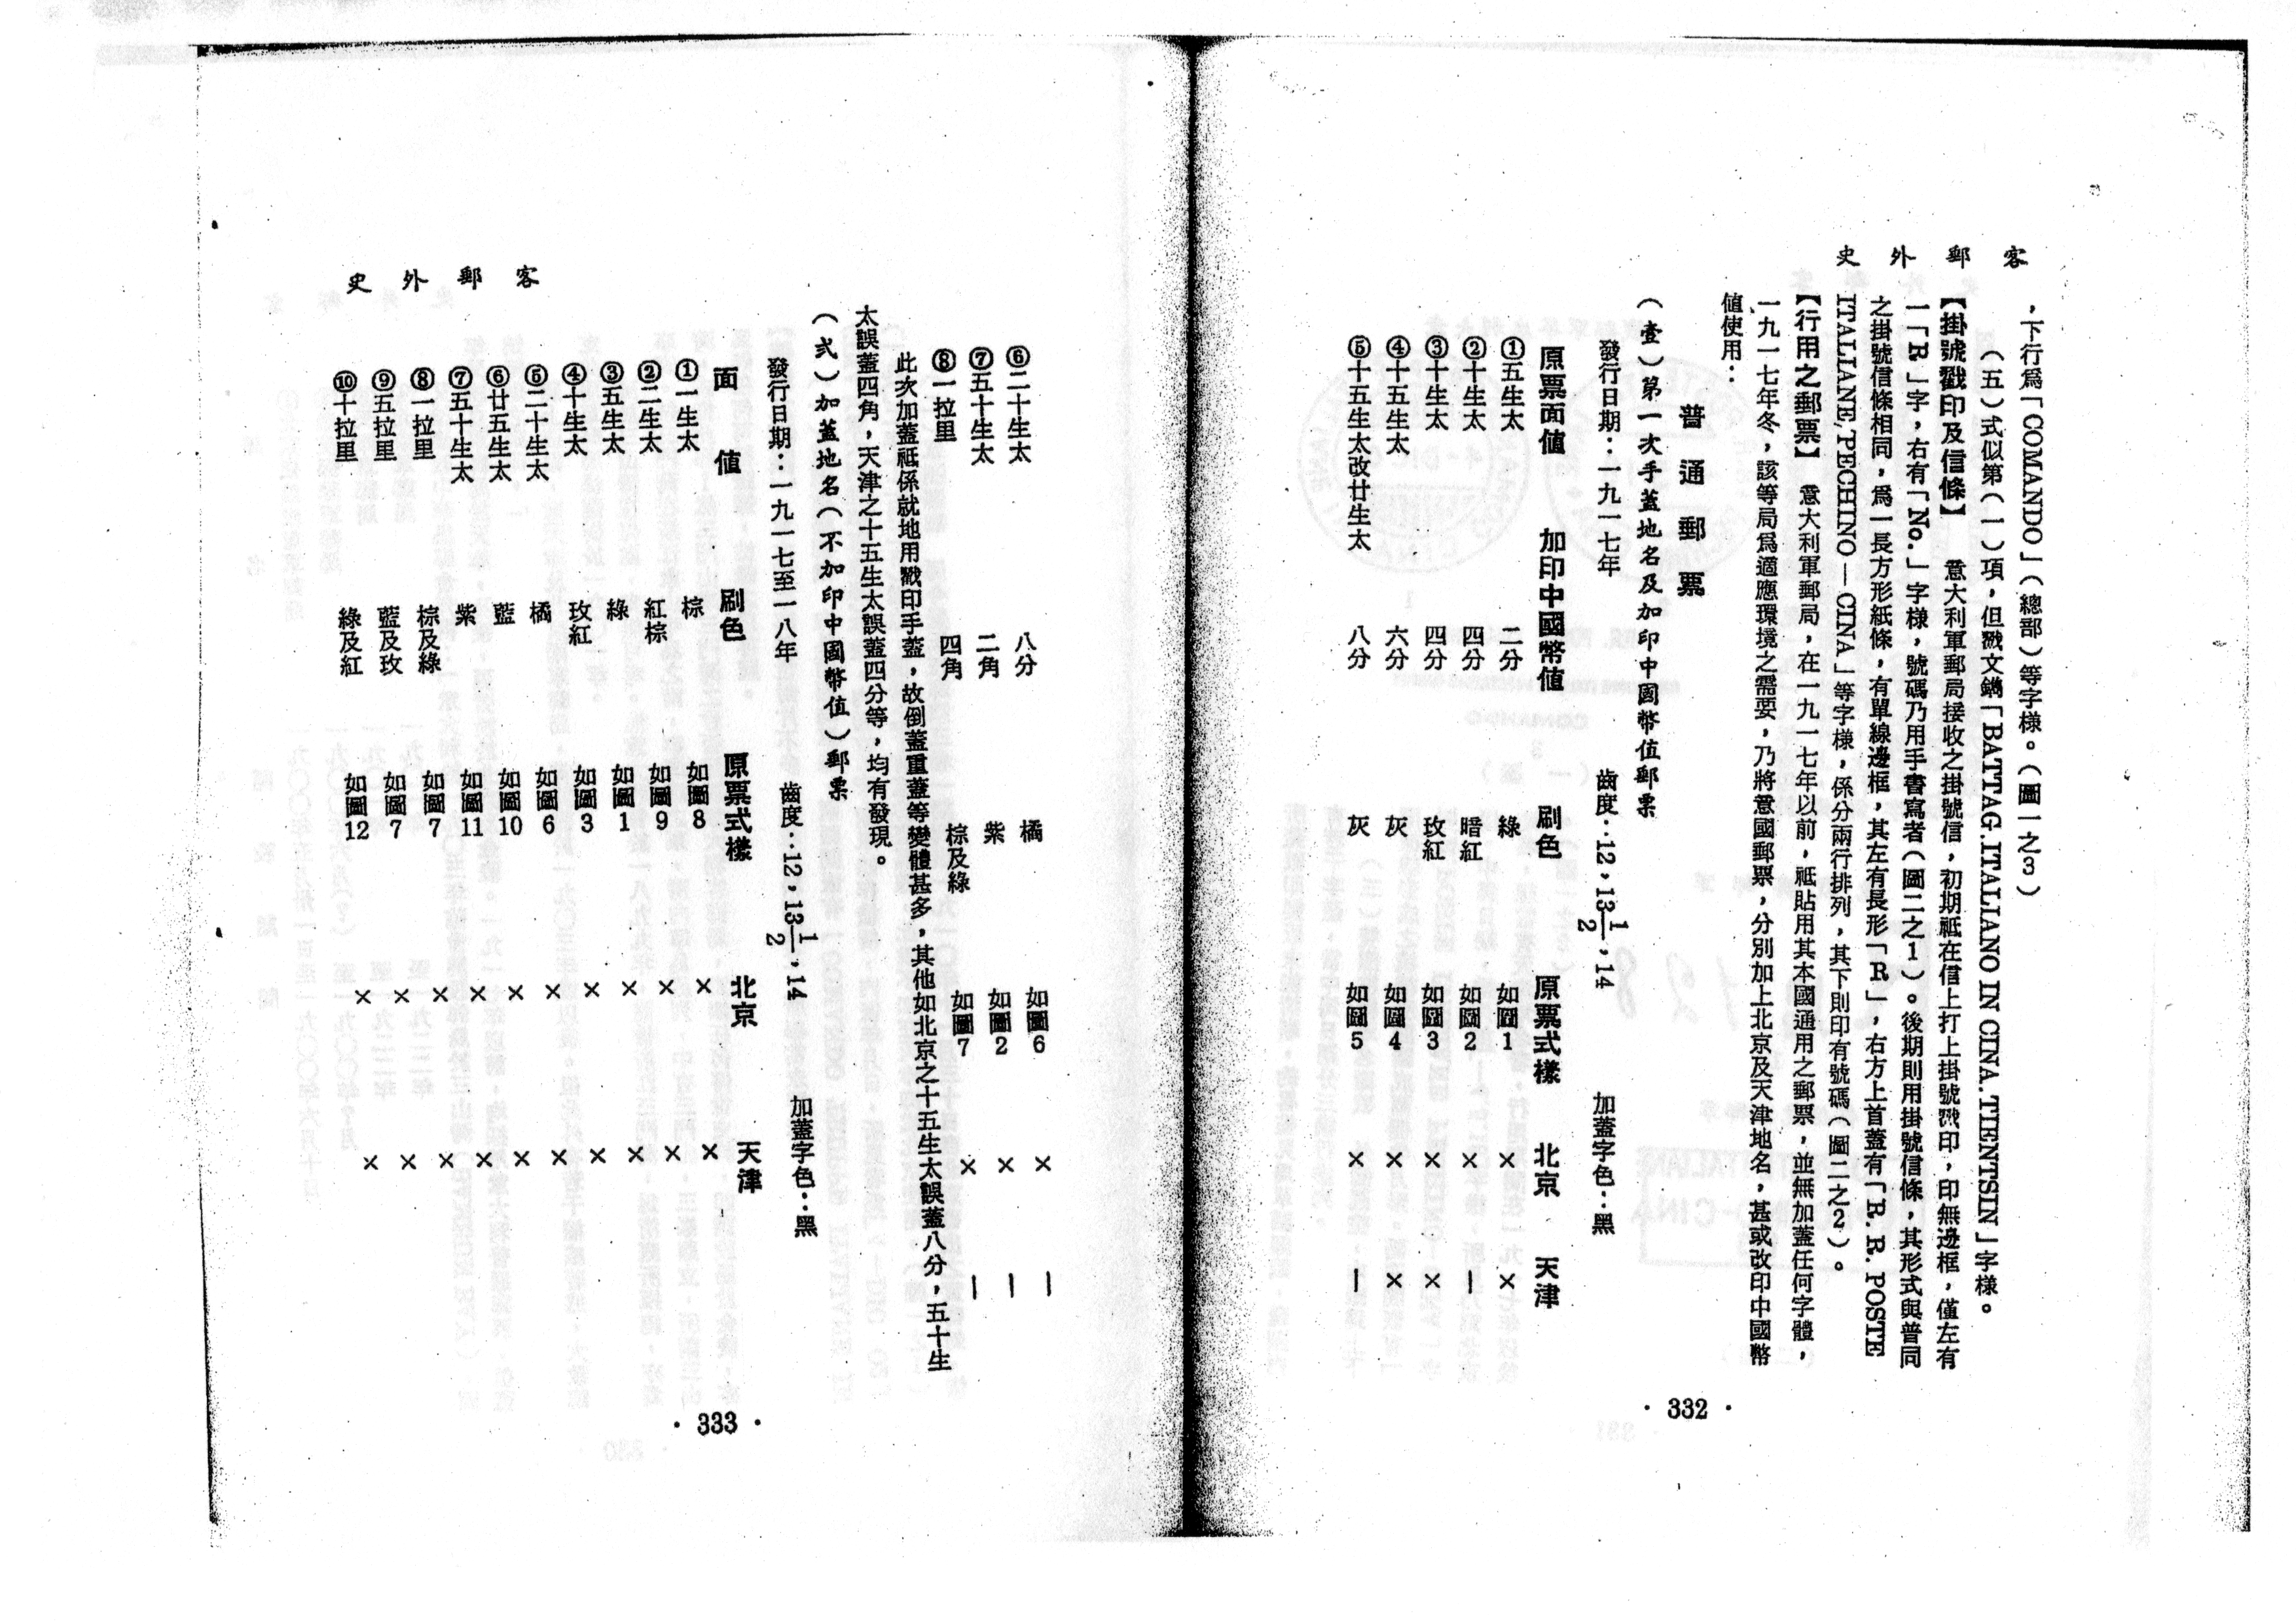 客郵外史
，下行爲「COMANDO」（總部）等字樣。（圖一之3）
（五）式似第（一）項，但戳文鐫「BATTAG.ITALIANO IN CINA.TIENTSIN」字樣。
【掛號戳印及信條】　意大利軍郵局接收之掛號信，初期祗在信上打上掛號戳印，印無邊框，僅左有
一「R」字，右有「No.」字樣，號碼乃用手書寫者（圖二之1）。後期則用掛號信條，其形式與普同
之掛號信條相同，爲一長方形紙條，有單線邊框，其左有長形「R」，右方上首蓋有「R. R. POSTE
ITALIANE, PECHINO—CINA」等字樣，係分兩行排列，其下則印有號碼（圖二之2）。
【行用之郵票】　意大利軍郵局，在一九一七年以前，祗貼用其本國通用之郵票，並無加蓋任何字體，
一九一七年冬，該等局爲適應環境之需要，乃將意國郵票，分別加上北京及天津地名，甚或改印中國幣
値使用：
普通郵票
（壹）第一次手蓋地名及加印中國幣值郵票
發行日期：一九一七年　齒度：12，13 1/2，14　加蓋字色：黑
原票面値　加印中國幣値　刷色　原票式樣　北京　天津
①五生太　二分　綠　如圖1　×　×
②十生太　四分　暗紅　如圖2　×　—
③十生太　四分　玫紅　如圖3　×　×
④十五生太　六分　灰　如圖4　×　×
⑤十五生太改廿生太　八分　灰　如圖5　×　—
· 332 ·
客郵外史
⑥二十生太　八分　橘　如圖6　×　—
⑦五十生太　二角　紫　如圖2　×　—
⑧一拉里　四角　棕及綠　如圖7　×　—
此次加蓋祗係就地用戳印手蓋，故倒蓋重蓋等變體甚多，其他如北京之十五生太誤蓋八分，五十生
太誤蓋四角，天津之十五生太誤蓋四分等，均有發現。
（弍）加蓋地名（不加印中國幣值）郵票
發行日期：一九一七至一八年　齒度：12，13 1/2，14　加蓋字色：黑
面値　刷色　原票式樣　北京　天津
①一生太　棕　如圖8　×　×
②二生太　紅棕　如圖9　×　×
③五生太　綠　如圖1　×　×
④十生太　玫紅　如圖3　×　×
⑤二十生太　橘　如圖6　×　×
⑥廿五生太　藍　如圖10　×　×
⑦五十生太　紫　如圖11　×　×
⑧一拉里　棕及綠　如圖7　×　×
⑨五拉里　藍及玫　如圖7　×　×
⑩十拉里　綠及紅　如圖12　×　×
· 333 ·